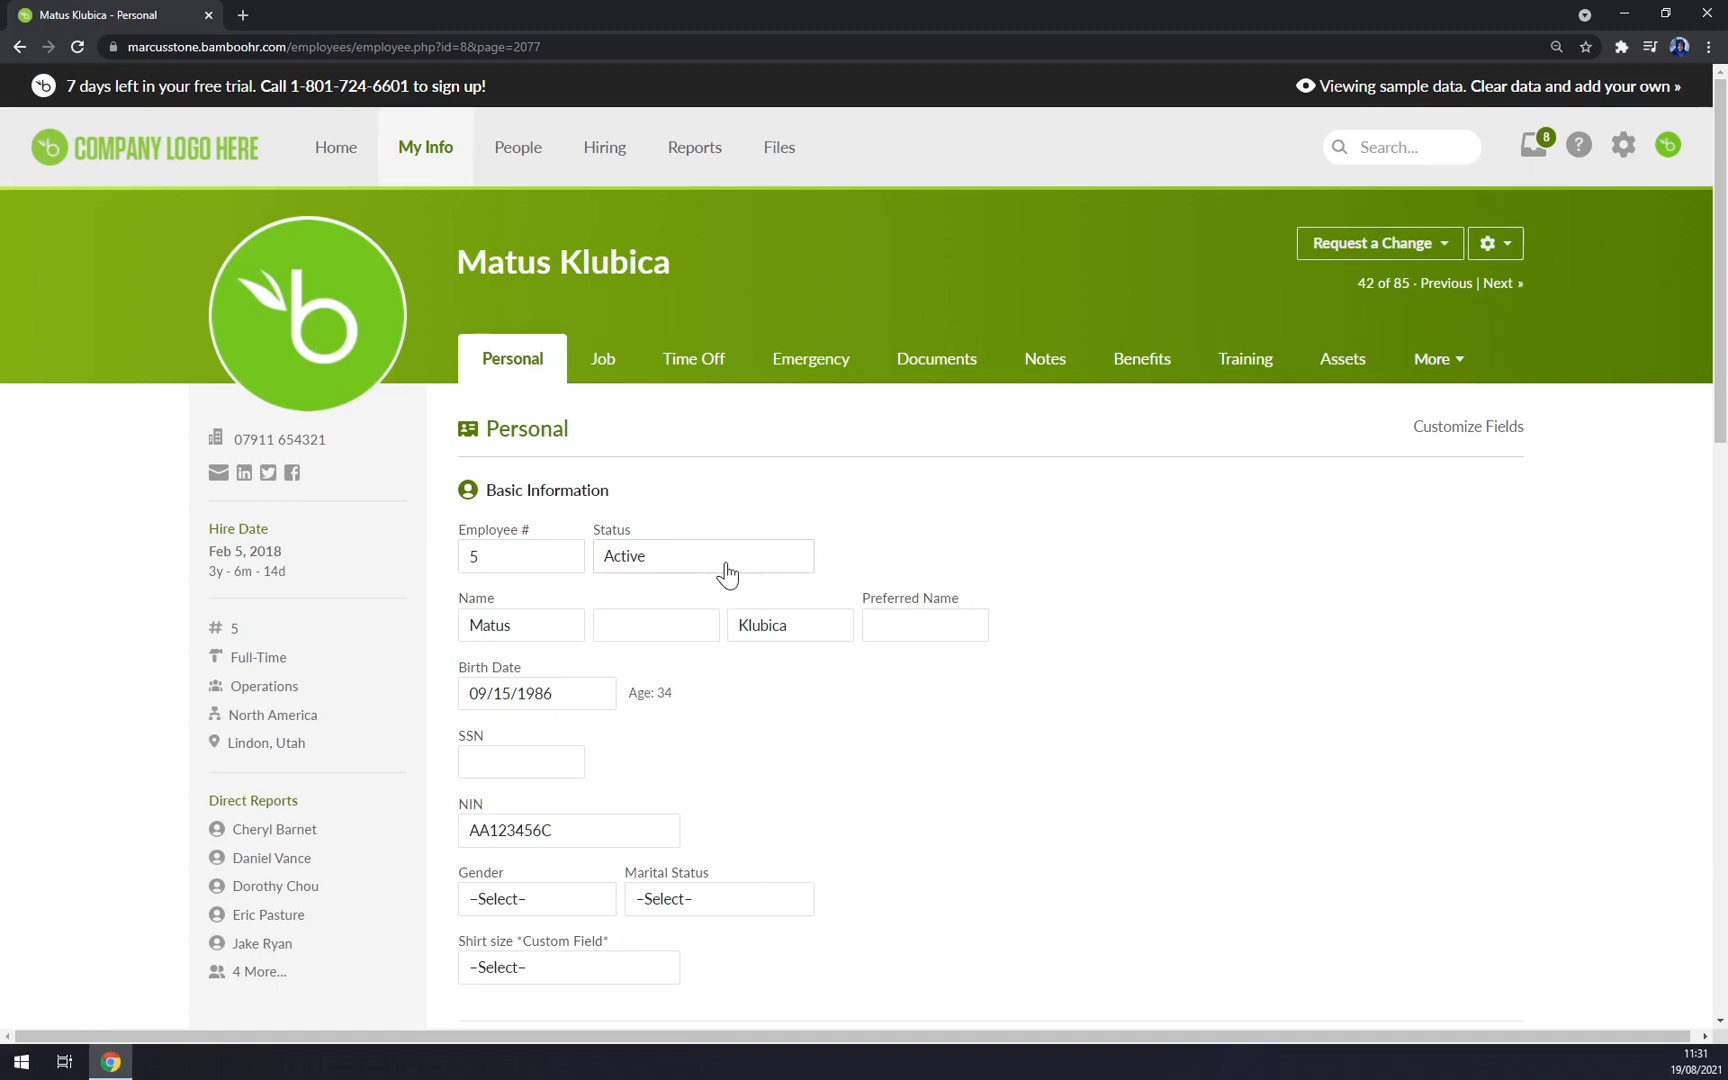 Matus Klubica - Personal
marcusstone.bamboohr.com/employees/employee.php?id=8&page=2077
7 days left in your free trial. Call 1-801-724-6601 to sign up!
Viewing sample data. Clear data and add your own »
COMPANY LOGO HERE
Home
My Info
People
Hiring
Reports
Files
Search...
8
Matus Klubica
Request a Change
42 of 85 · Previous | Next »
Personal
Job
Time Off
Emergency
Documents
Notes
Benefits
Training
Assets
More
07911 654321
Hire Date
Feb 5, 2018
3y - 6m - 14d
# 5
Full-Time
Operations
North America
Lindon, Utah
Direct Reports
Cheryl Barnet
Daniel Vance
Dorothy Chou
Eric Pasture
Jake Ryan
4 More...
Personal
Customize Fields
Basic Information
Employee # Status
5 Active
Name Preferred Name
Matus Klubica
Birth Date
09/15/1986 Age: 34
SSN
NIN
AA123456C
Gender Marital Status
–Select– –Select–
Shirt size *Custom Field*
–Select–
11:31
19/08/2021